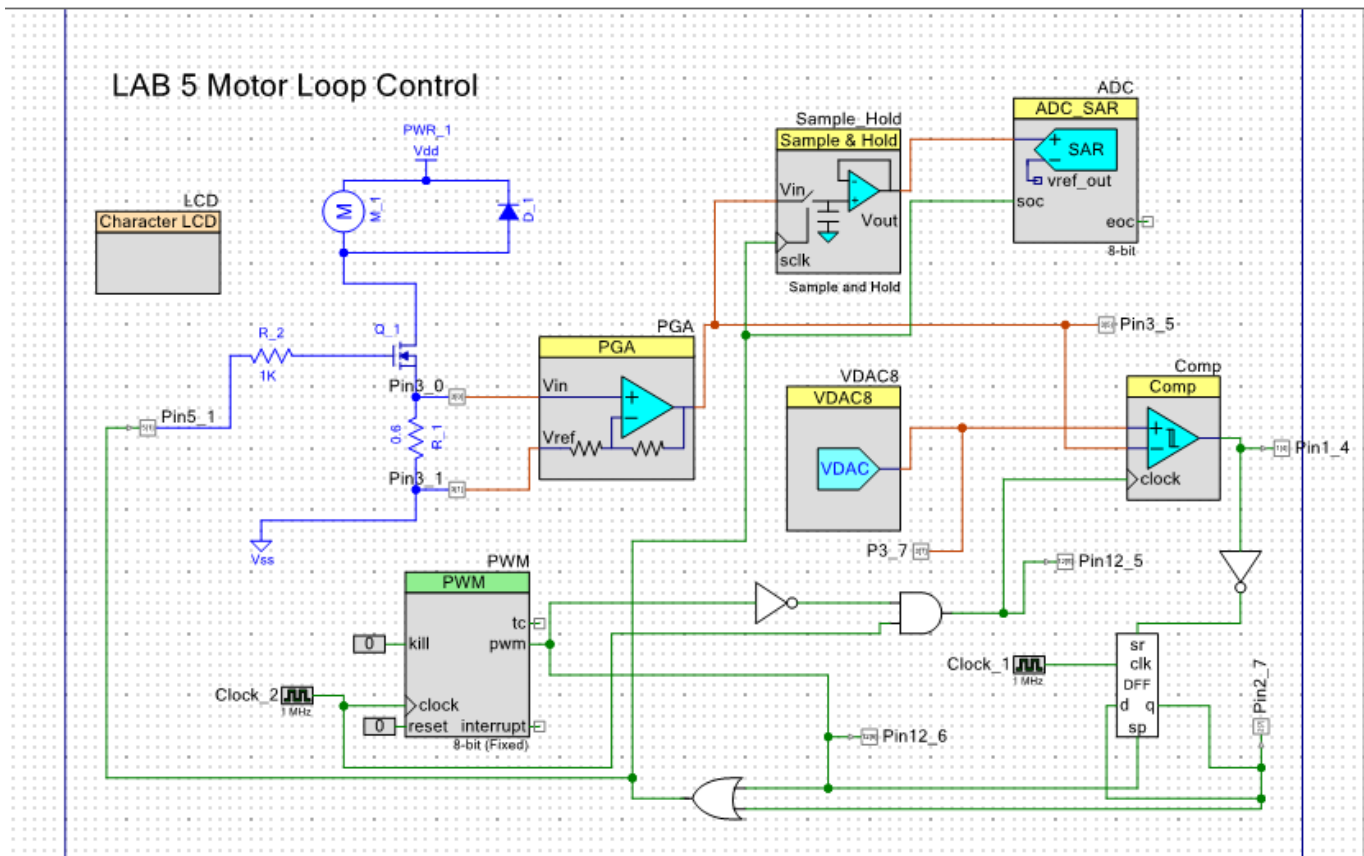 LAB 5 Motor Loop Control
PWR_1
Vdd
M
M_1
D_1
LCD
Character LCD
R_2
1K
Q_1
Pin5_1
Pin3_0
0.6
R_1
Pin3_1
Vss
PGA
PGA
Vin
Vref
Sample_Hold
Sample & Hold
Vin
Vout
sclk
Sample and Hold
ADC
ADC_SAR
SAR
vref_out
soc
eoc
8-bit
Pin3_5
VDAC8
VDAC8
VDAC
P3_7
Comp
Comp
clock
Pin1_4
Pin12_5
PWM
PWM
tc
0
kill
pwm
Clock_2
1 MHz
clock
0
reset
interrupt
8-bit (Fixed)
Pin12_6
Clock_1
1 MHz
sr
clk
DFF
d
q
sp
Pin2_7